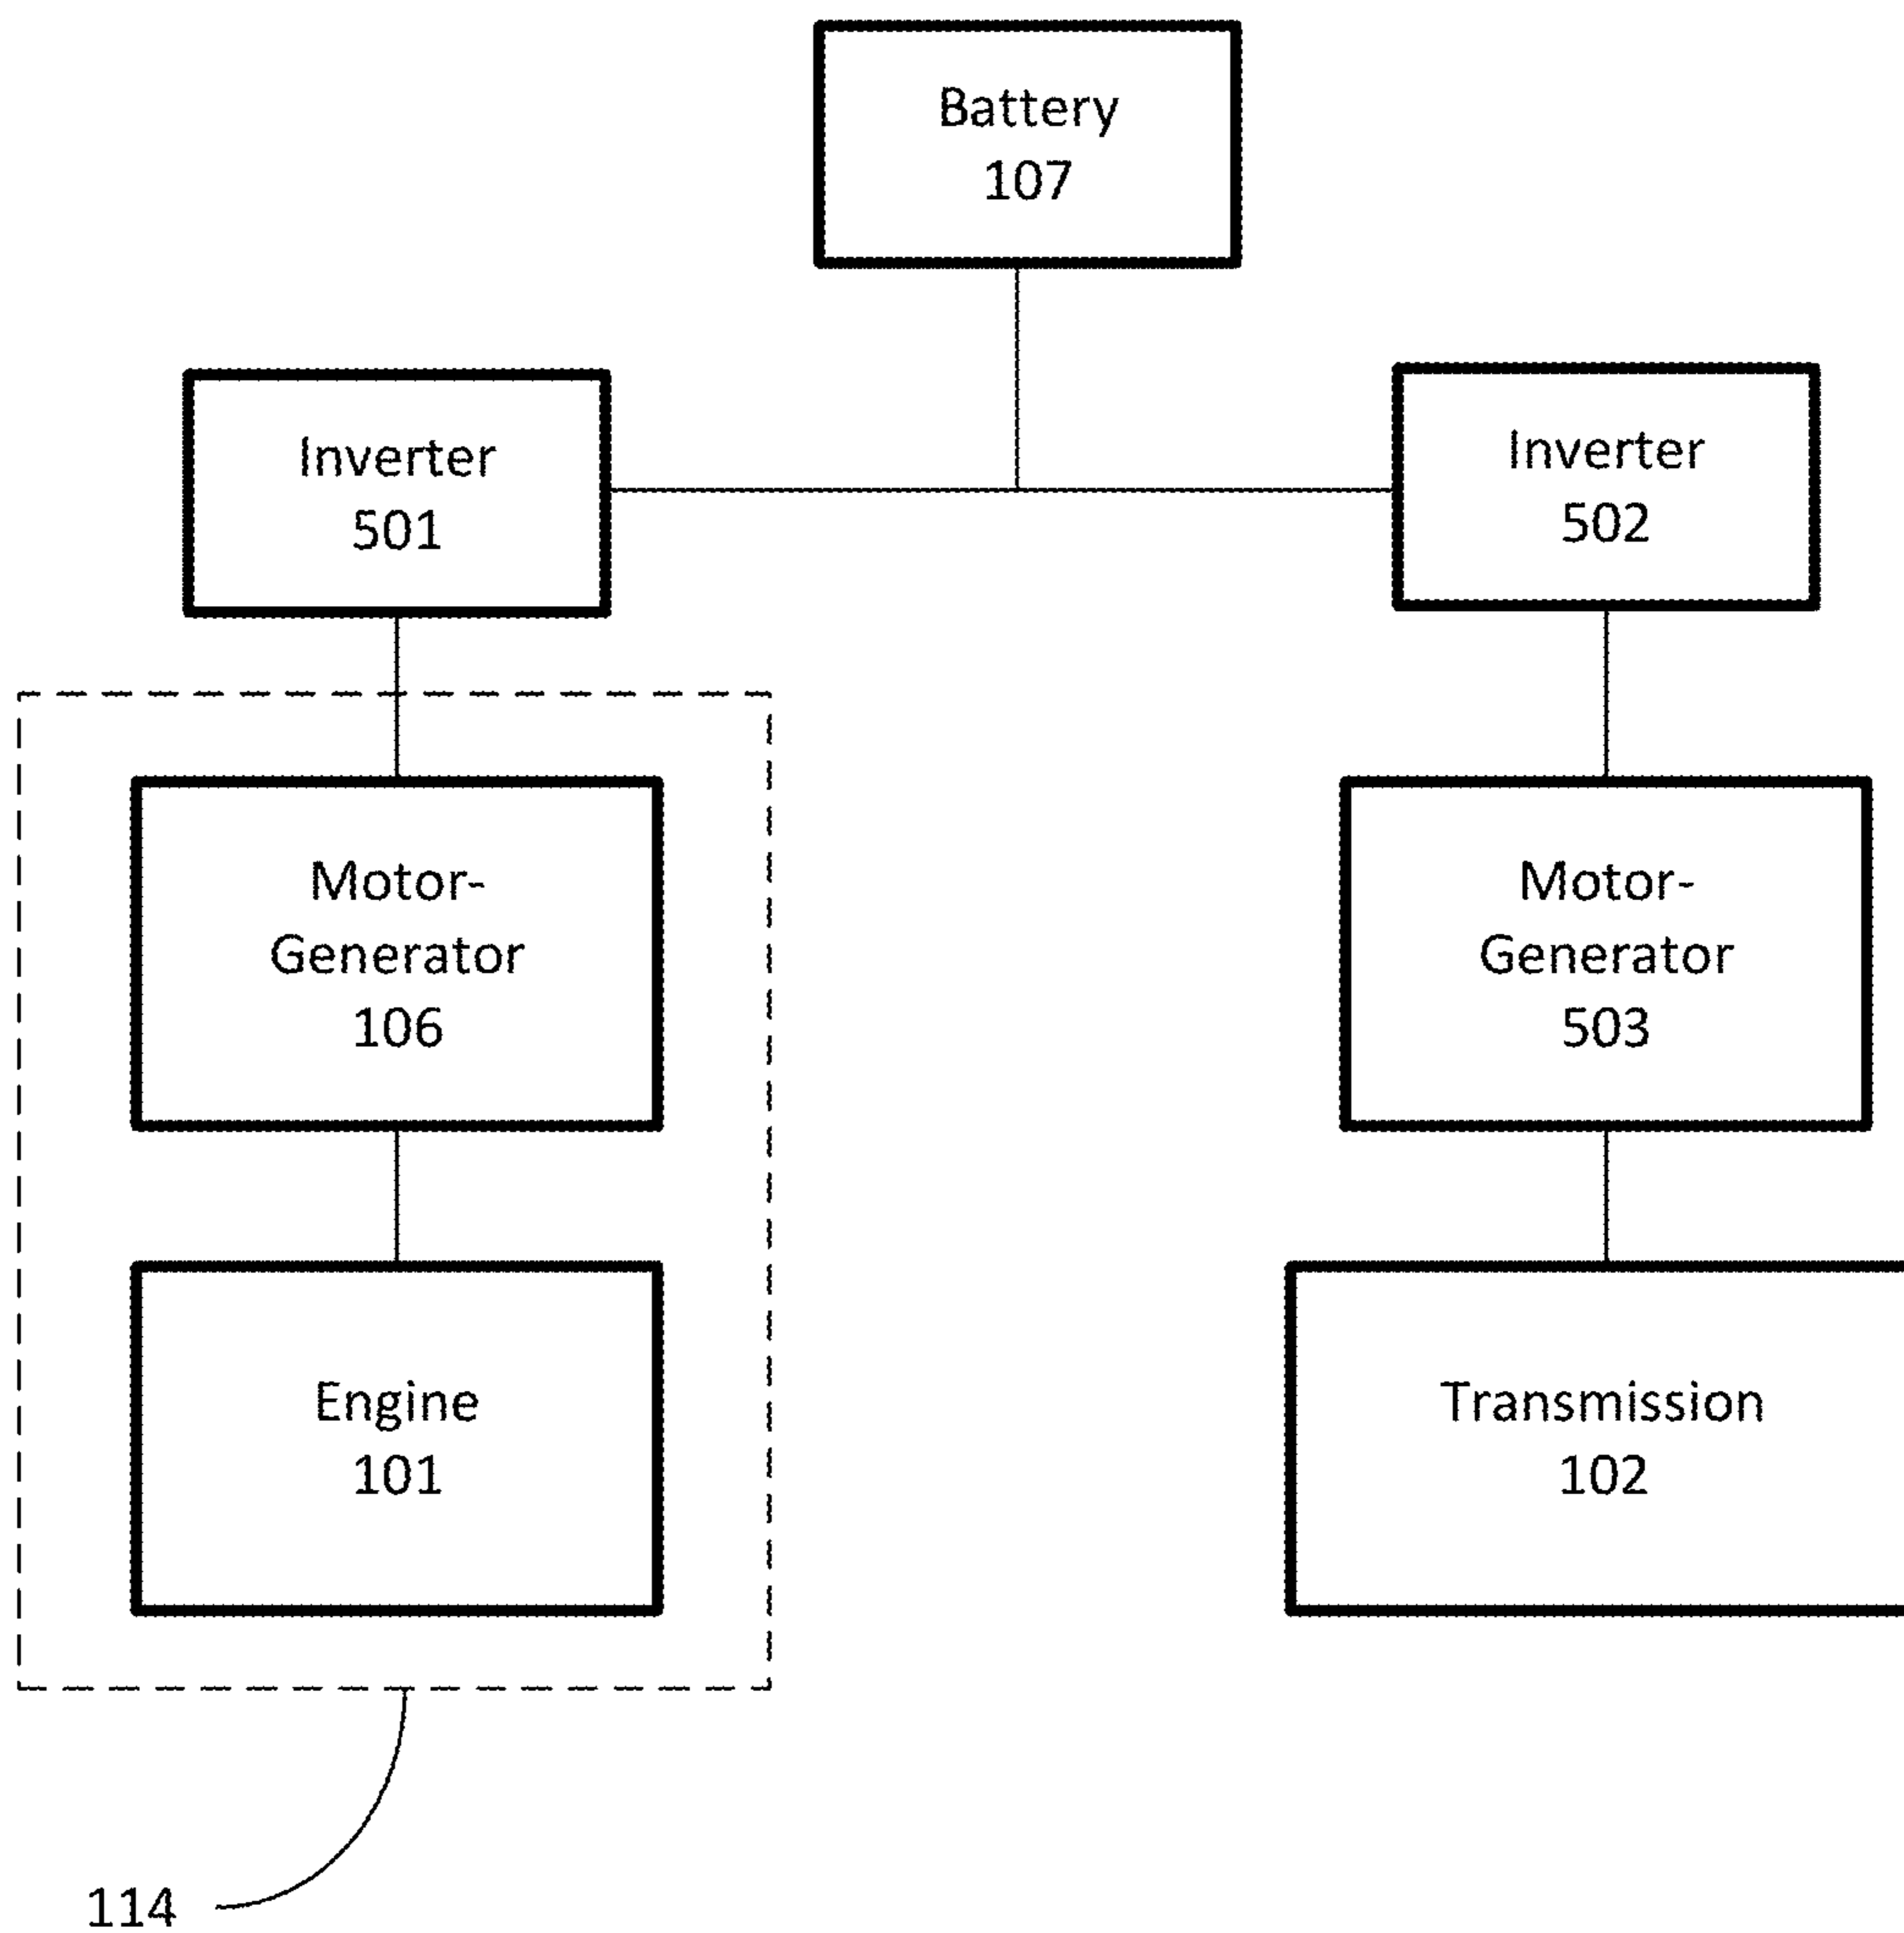 Battery
107
Inverter
501
Inverter
502
Motor-
Generator
106
Motor-
Generator
503
Engine
101
Transmission
102
114